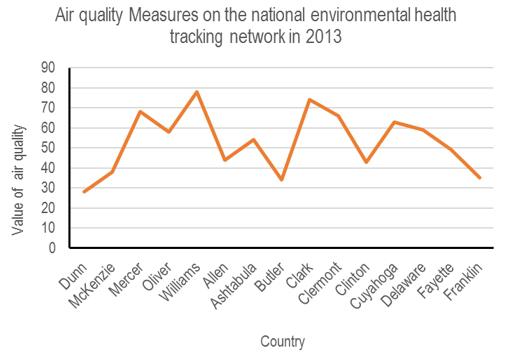 Air quality Measures on the national environmental health
tracking network in 2013
Value of air quality
90
80
70
60
50
40
30
20
10
0
Dunn
McKenzie
Mercer
Oliver
Williams
Allen
Ashtabula
Butler
Clark
Clermont
Clinton
Cuyahoga
Delaware
Fayette
Franklin
Country